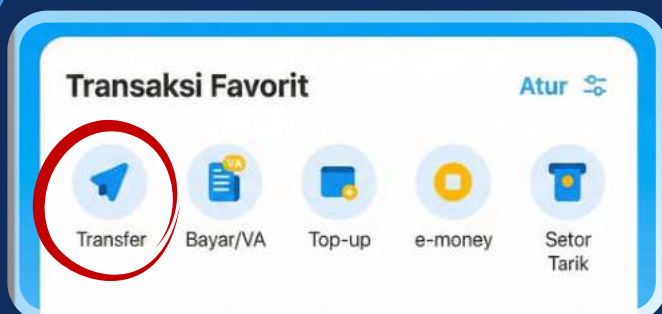 Transaksi Favorit
Atur
VA
Transfer
Bayar/VA
Top-up
e-money
Setor
Tarik